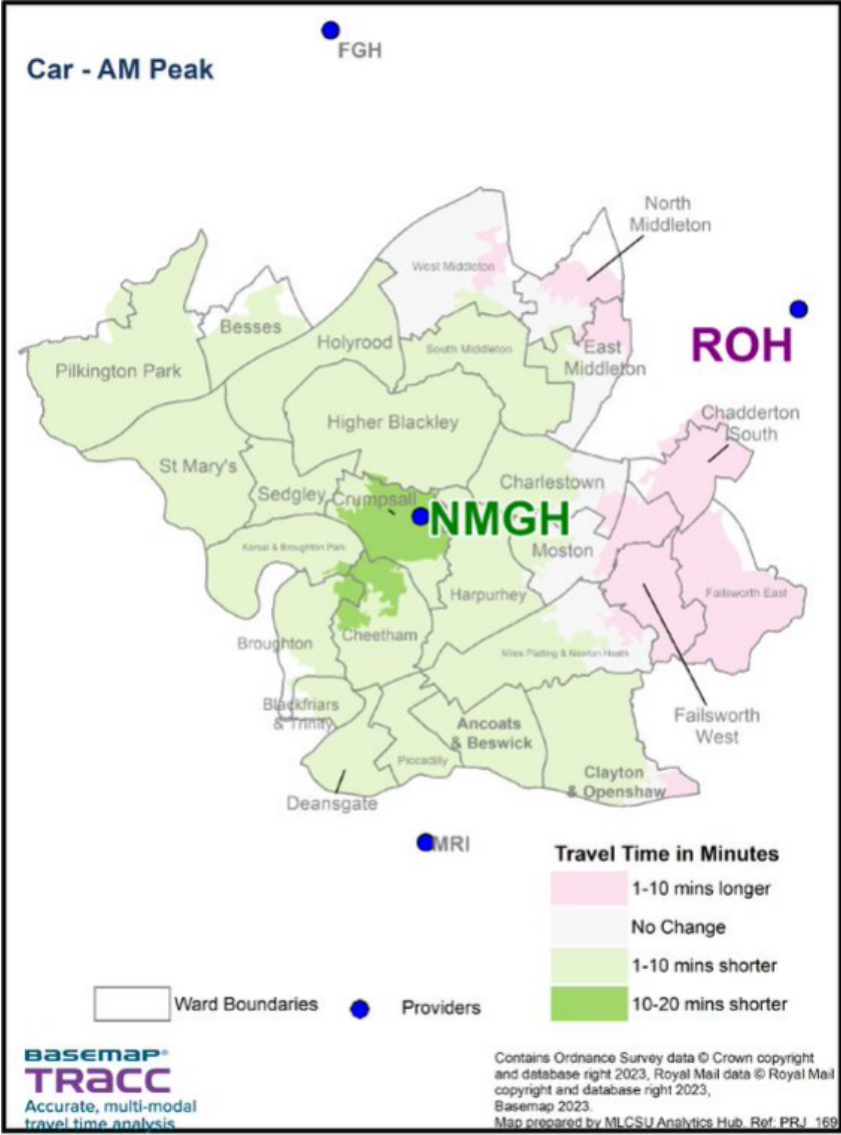 FGH
Car - AM Peak
North
Middleton
West Middleton
Besses
Holyrood
South Middleton
ROH
East
Middleton
Pilkington Park
Chadderton
South
Higher Blackley
St Mary's
Charlestown
Sedgley
Crumpsall
NMGH
Kersal & Broughton Park
Moston
Harpurhey
Failsworth East
Broughton
Cheetham
Miles Platting & Newton Heath
Blackfriars
& Trinity
Failsworth
West
Ancoats
& Beswick
Piccadilly
Clayton
& Openshaw
Deansgate
MRI
Travel Time in Minutes
1-10 mins longer
No Change
1-10 mins shorter
10-20 mins shorter
Ward Boundaries
Providers
BASEMAP®
TRACC
Accurate, multi-modal
travel time analysis
Contains Ordnance Survey data © Crown copyright
and database right 2023, Royal Mail data © Royal Mail
copyright and database right 2023,
Basemap 2023.
Map prepared by MLCSU Analytics Hub. Ref: PRJ_169